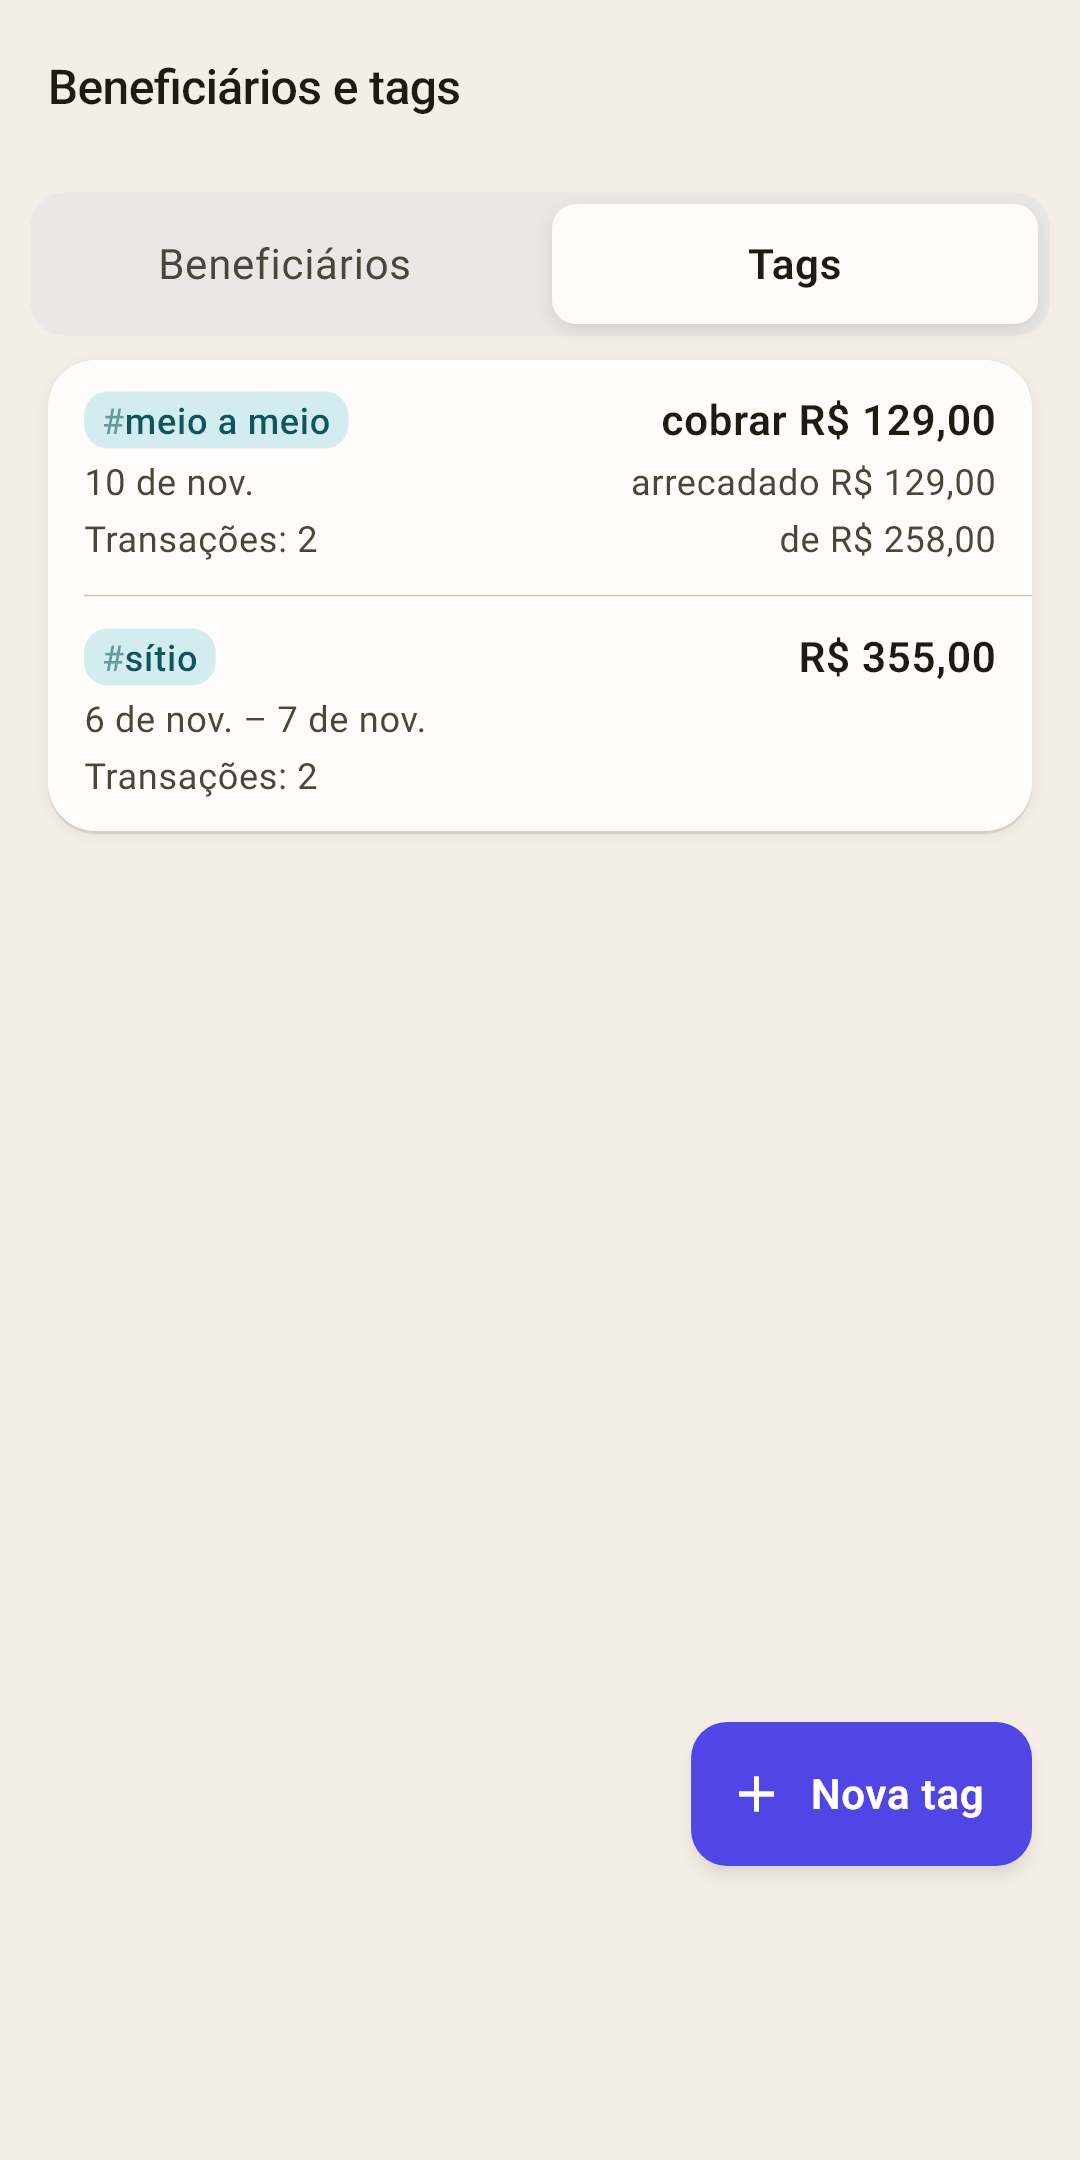 Beneficiários e tags
Beneficiários
Tags
#meio a meio
cobrar R$ 129,00
10 de nov.
arrecadado R$ 129,00
Transações: 2
de R$ 258,00
#sítio
R$ 355,00
6 de nov. – 7 de nov.
Transações: 2
Nova tag